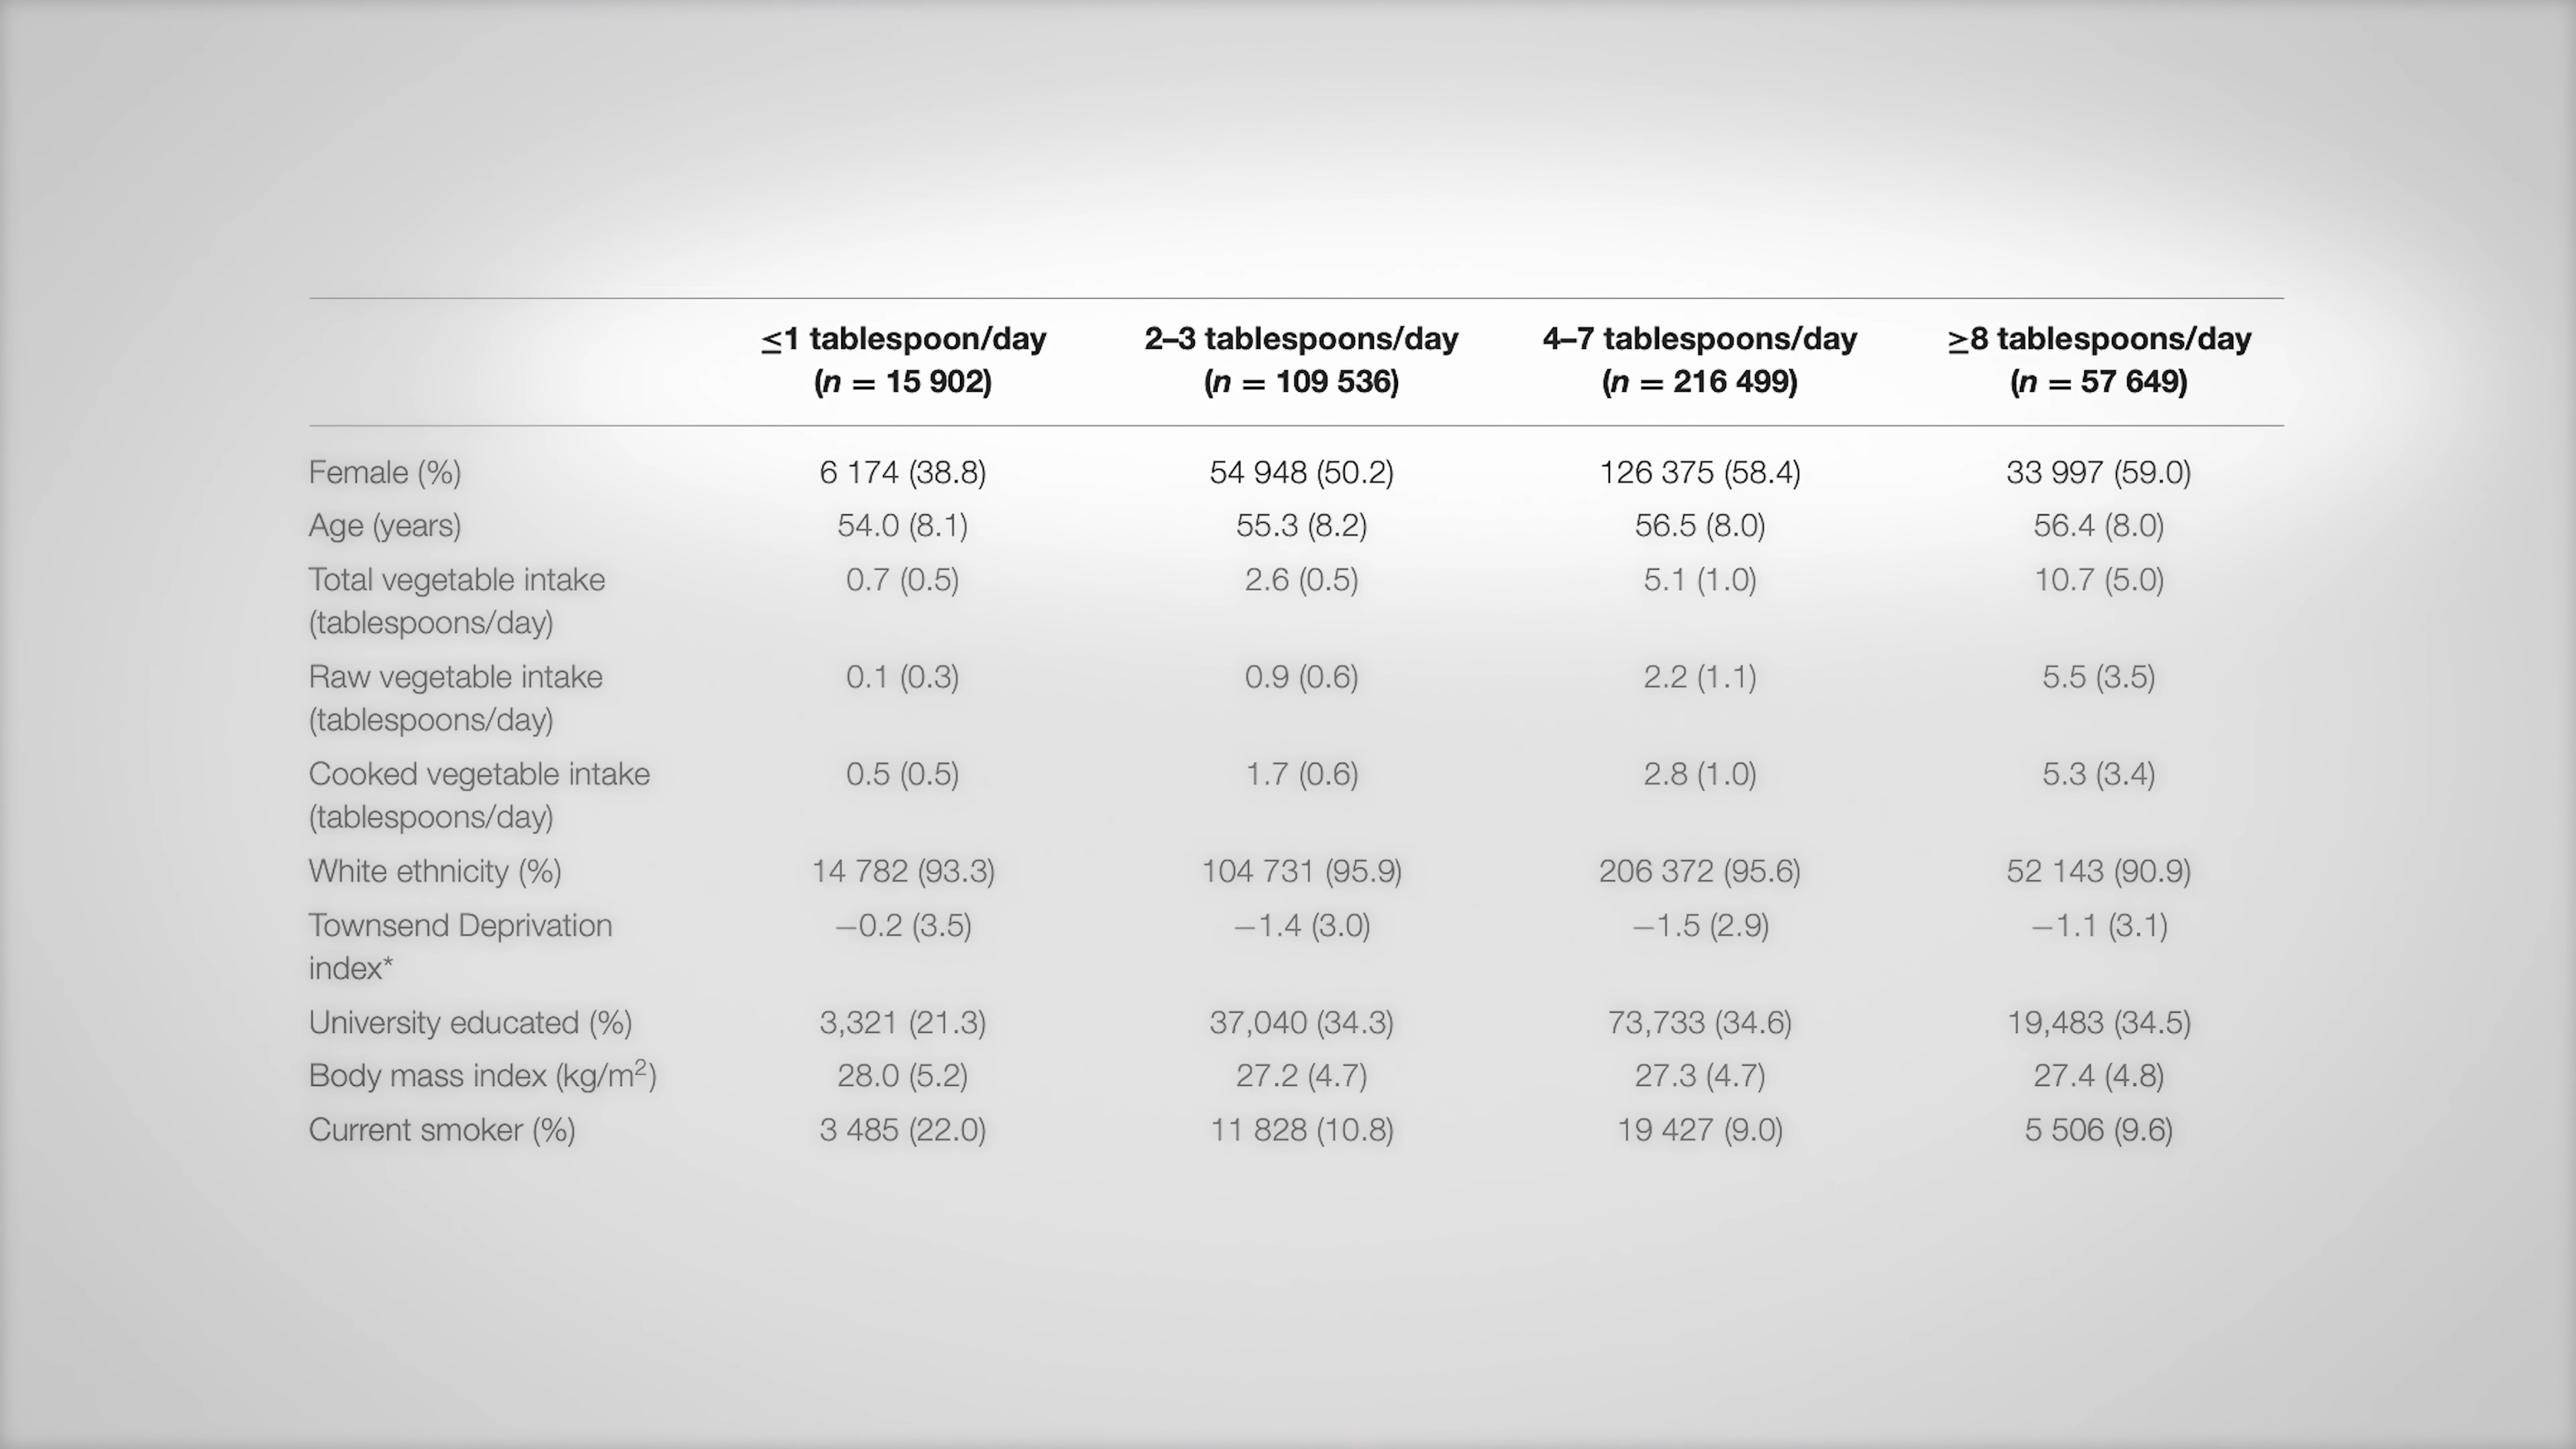 ≤1 tablespoon/day 2–3 tablespoons/day 4–7 tablespoons/day ≥8 tablespoons/day
(n = 15 902) (n = 109 536) (n = 216 499) (n = 57 649)
Female (%) 6 174 (38.8) 54 948 (50.2) 126 375 (58.4) 33 997 (59.0)
Age (years) 54.0 (8.1) 55.3 (8.2) 56.5 (8.0) 56.4 (8.0)
Total vegetable intake 0.7 (0.5) 2.6 (0.5) 5.1 (1.0) 10.7 (5.0)
(tablespoons/day)
Raw vegetable intake 0.1 (0.3) 0.9 (0.6) 2.2 (1.1) 5.5 (3.5)
(tablespoons/day)
Cooked vegetable intake 0.5 (0.5) 1.7 (0.6) 2.8 (1.0) 5.3 (3.4)
(tablespoons/day)
White ethnicity (%) 14 782 (93.3) 104 731 (95.9) 206 372 (95.6) 52 143 (90.9)
Townsend Deprivation −0.2 (3.5) −1.4 (3.0) −1.5 (2.9) −1.1 (3.1)
index*
University educated (%) 3,321 (21.3) 37,040 (34.3) 73,733 (34.6) 19,483 (34.5)
Body mass index (kg/m²) 28.0 (5.2) 27.2 (4.7) 27.3 (4.7) 27.4 (4.8)
Current smoker (%) 3 485 (22.0) 11 828 (10.8) 19 427 (9.0) 5 506 (9.6)